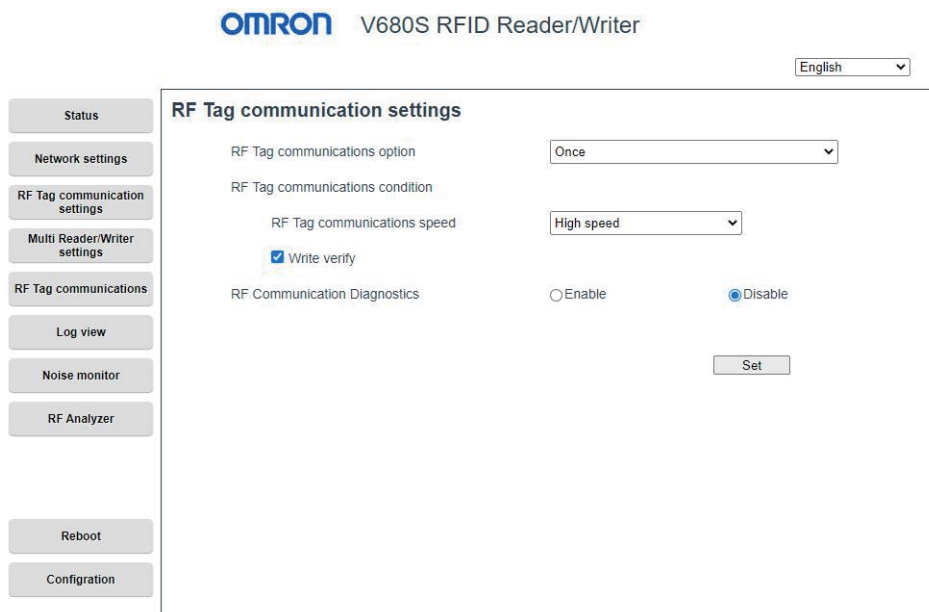 OMRON V680S RFID Reader/Writer
English
Status
Network settings
RF Tag communication
settings
Multi Reader/Writer
settings
RF Tag communications
Log view
Noise monitor
RF Analyzer
Reboot
Configration
RF Tag communication settings
RF Tag communications option Once
RF Tag communications condition
RF Tag communications speed High speed
Write verify
RF Communication Diagnostics Enable Disable
Set